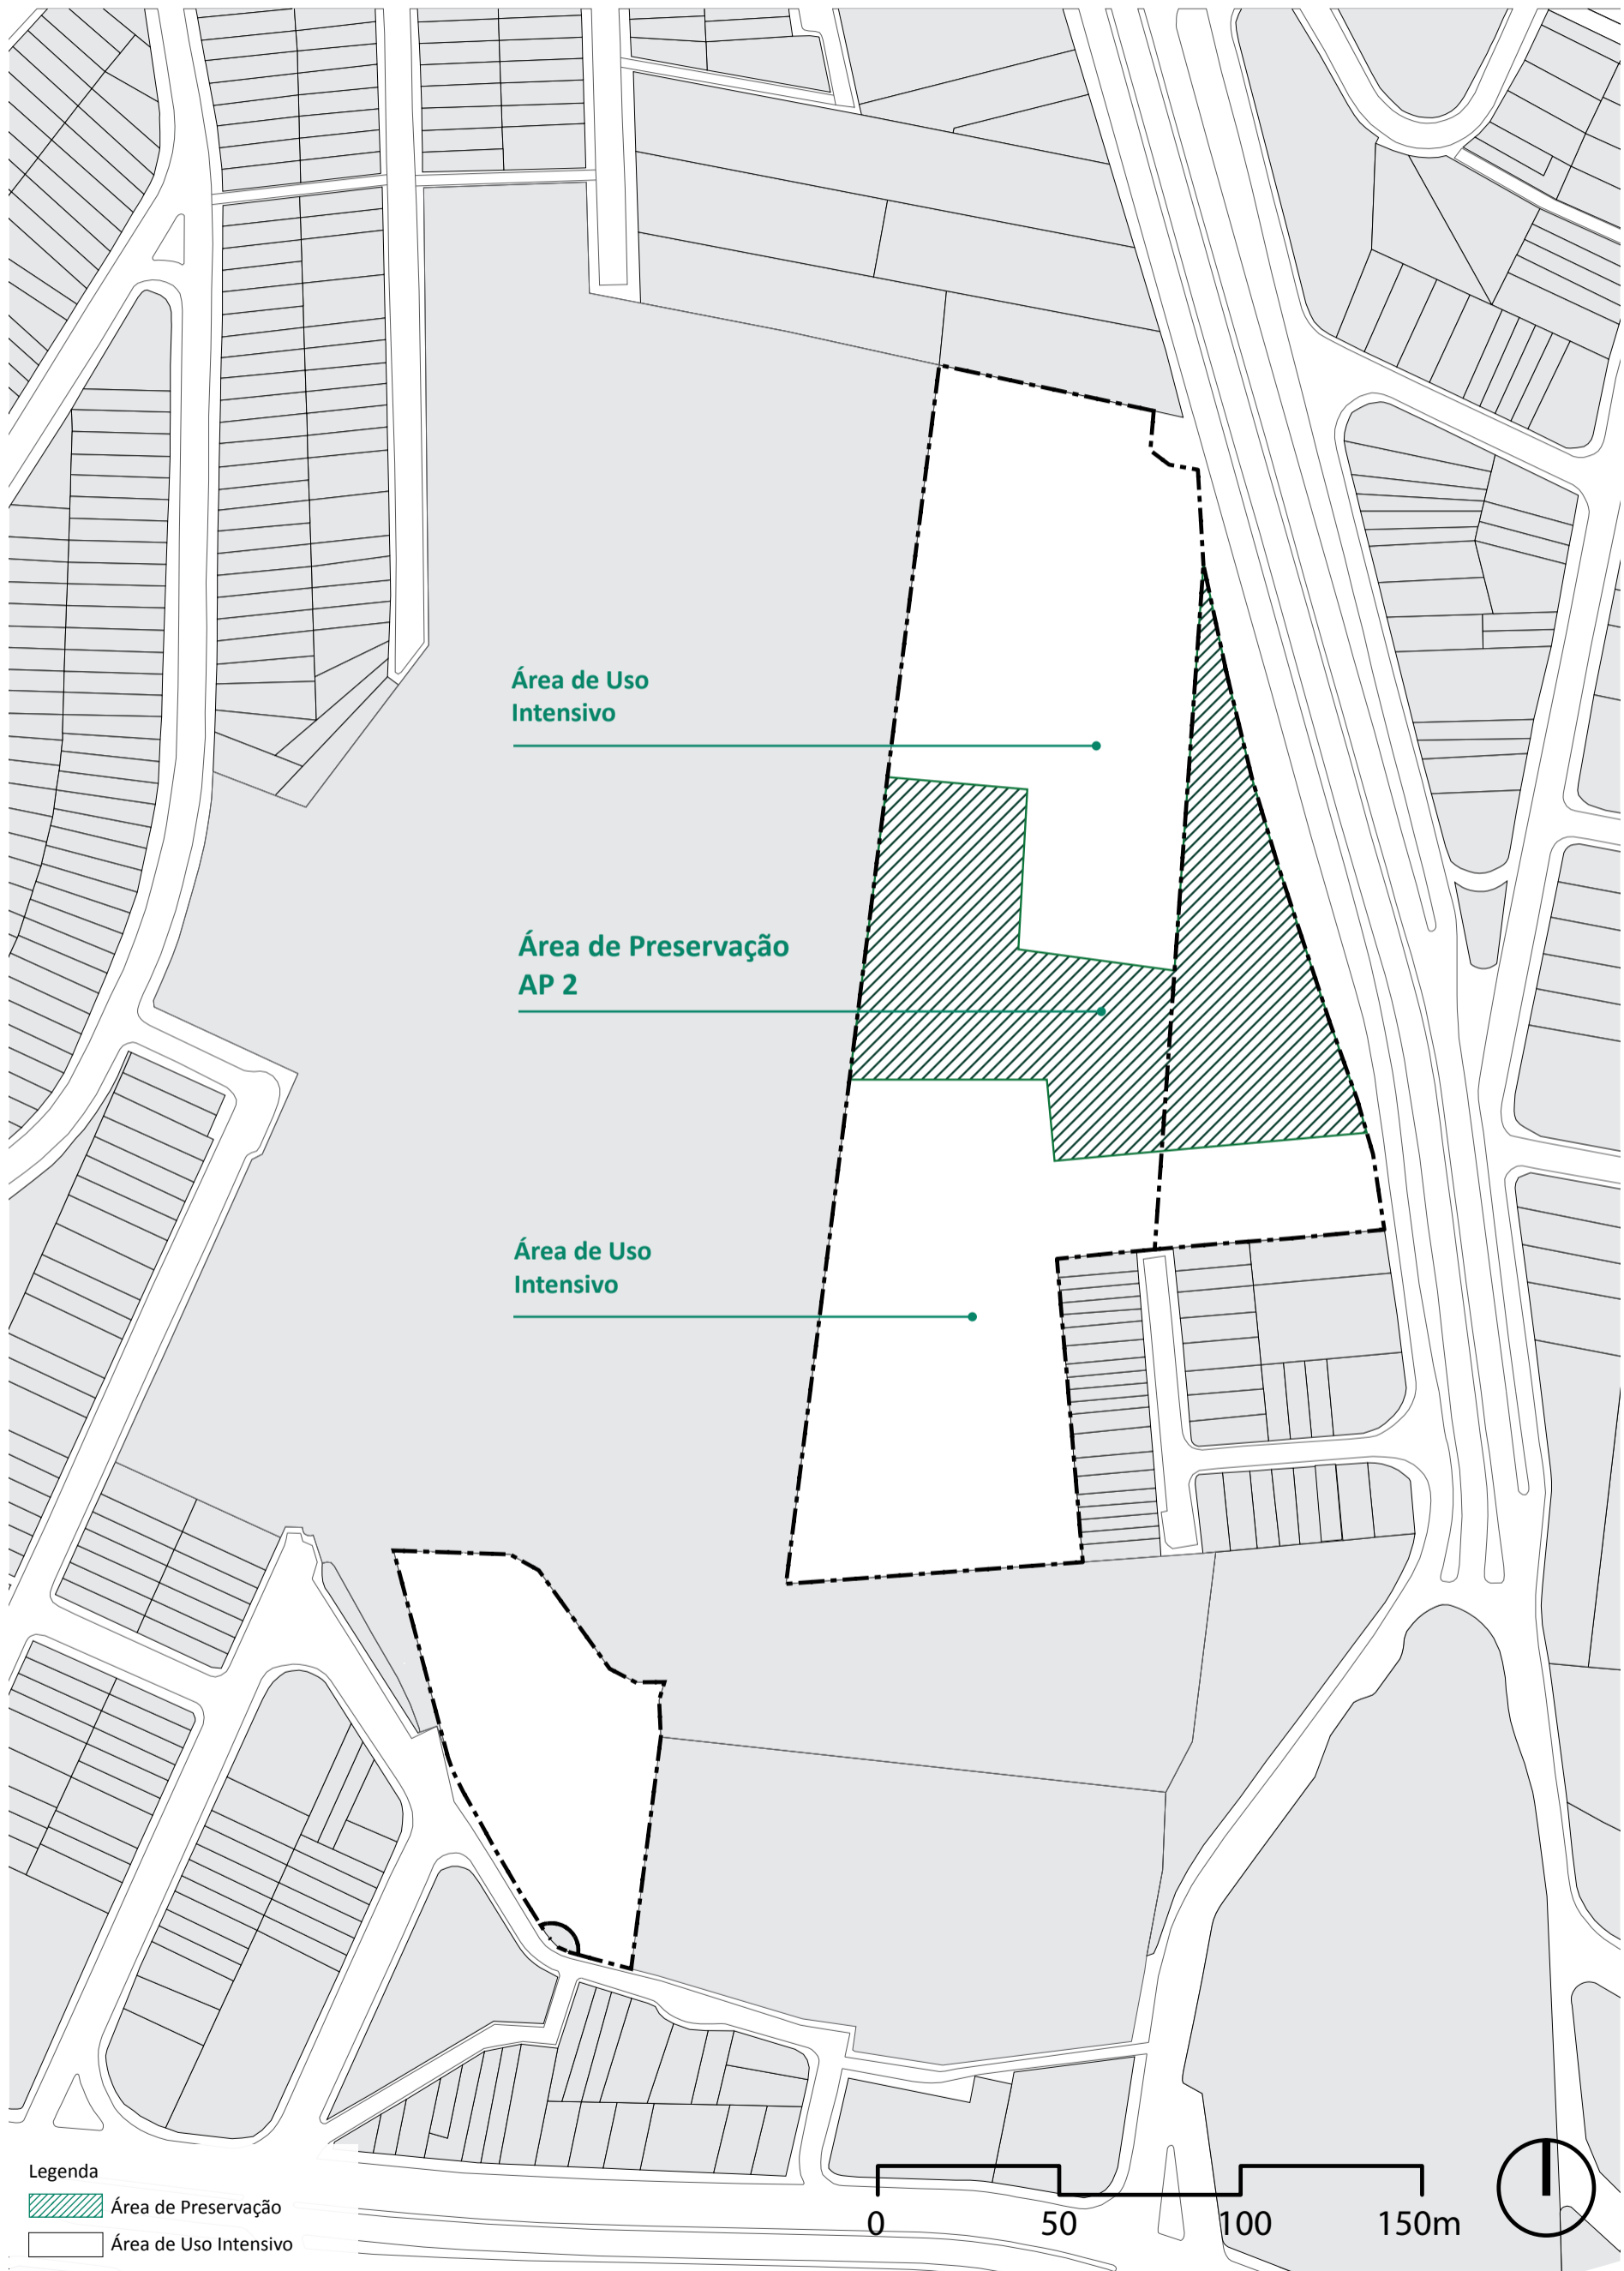 Área de Uso
Intensivo
Área de Preservação
AP 2
Área de Uso
Intensivo
Legenda
Área de Preservação
Área de Uso Intensivo
0 50 100 150m